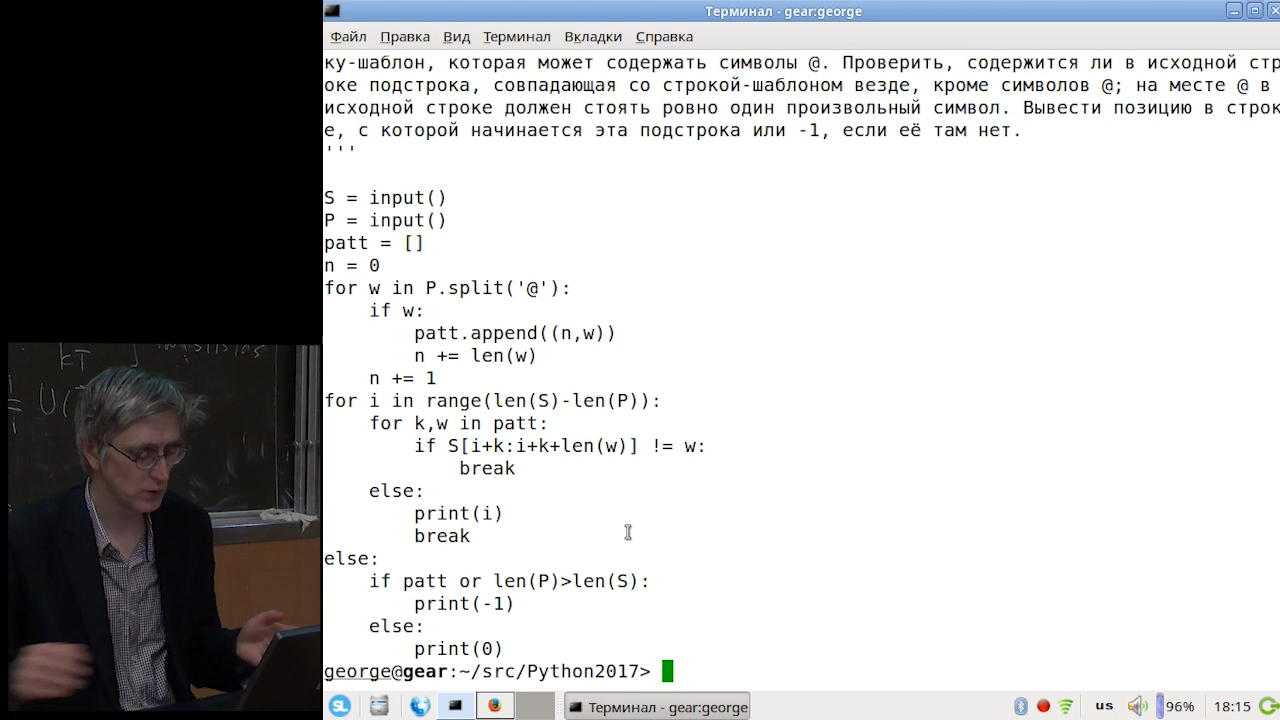 Терминал - gear:george
Файл Правка Вид Терминал Вкладки Справка
ку-шаблон, которая может содержать символы @. Проверить, содержится ли в исходной стр
оке подстрока, совпадающая со строкой-шаблоном везде, кроме символов @; на месте @ в
исходной строке должен стоять ровно один произвольный символ. Вывести позицию в строк
е, с которой начинается эта подстрока или -1, если её там нет.
'''
S = input()
P = input()
patt = []
n = 0
for w in P.split('@'):
    if w:
        patt.append((n,w))
        n += len(w)
    n += 1
for i in range(len(S)-len(P)):
    for k,w in patt:
        if S[i+k:i+k+len(w)] != w:
            break
    else:
        print(i)
        break
else:
    if patt or len(P)>len(S):
        print(-1)
    else:
        print(0)
george@gear:~/src/Python2017>
kT
= U(
SL Терминал - gear:george us 96% 18:15